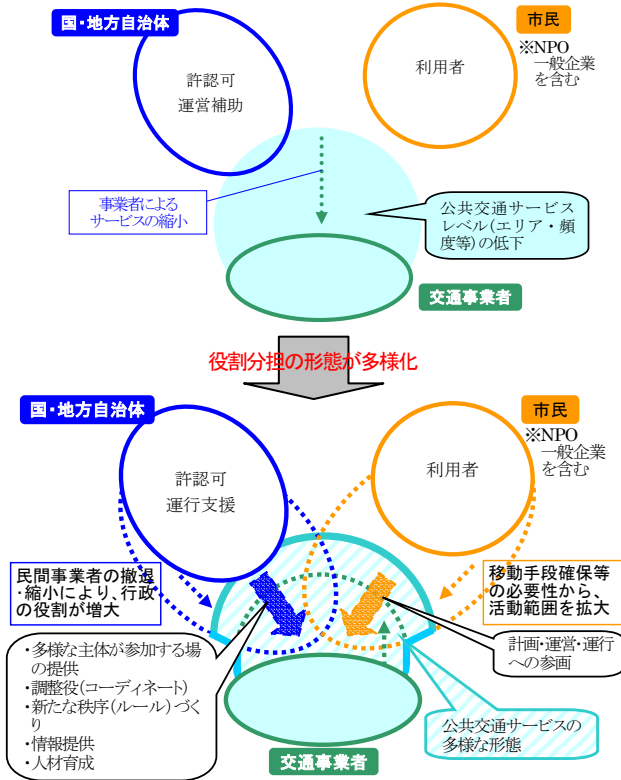 国・地方自治体
市民
※NPO
一般企業
を含む
許認可
運営補助
利用者
事業者による
サービスの縮小
公共交通サービス
レベル(エリア・頻
度等)の低下
交通事業者
役割分担の形態が多様化
国・地方自治体
市民
※NPO
一般企業
を含む
許認可
運行支援
利用者
民間事業者の撤退
・縮小により、行政
の役割が増大
移動手段確保等
の必要性から、
活動範囲を拡大
・多様な主体が参加する場
の提供
・調整役(コーディネート)
・新たな秩序(ルール)づく
り
・情報提供
・人材育成
計画・運営・運行
への参画
公共交通サービスの
多様な形態
交通事業者